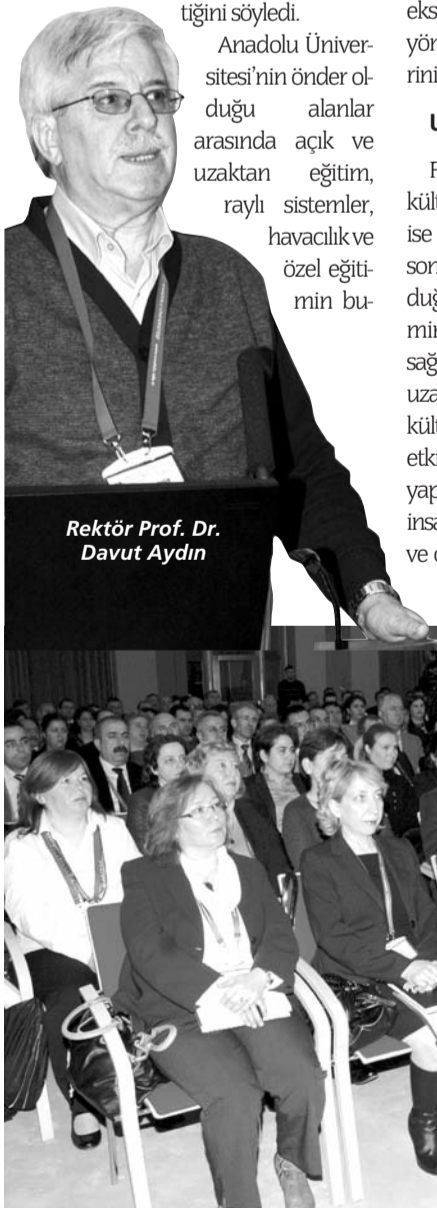 tiğini söyledi.
Anadolu Üniver-
sitesi'nin önder ol-
duğu alanlar
arasında açık ve
uzaktan eğitim,
raylı sistemler,
havacılık ve
özel eğiti-
min bu-
Rektör Prof. Dr.
Davut Aydın
eks
yön
rini
U
F
kült
ise
son
duğ
min
sağ
uza
kült
etki
yap
insa
ve